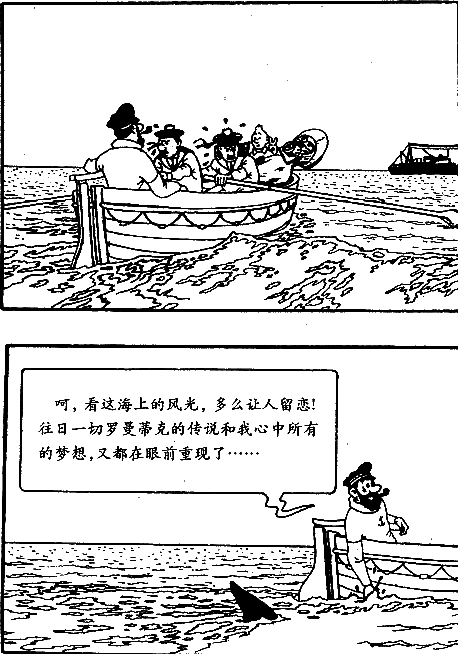 呵，看这海上的风光，多么让人留恋！
往日一切罗曼蒂克的传说和我心中所有
的梦想，又都在眼前重现了……